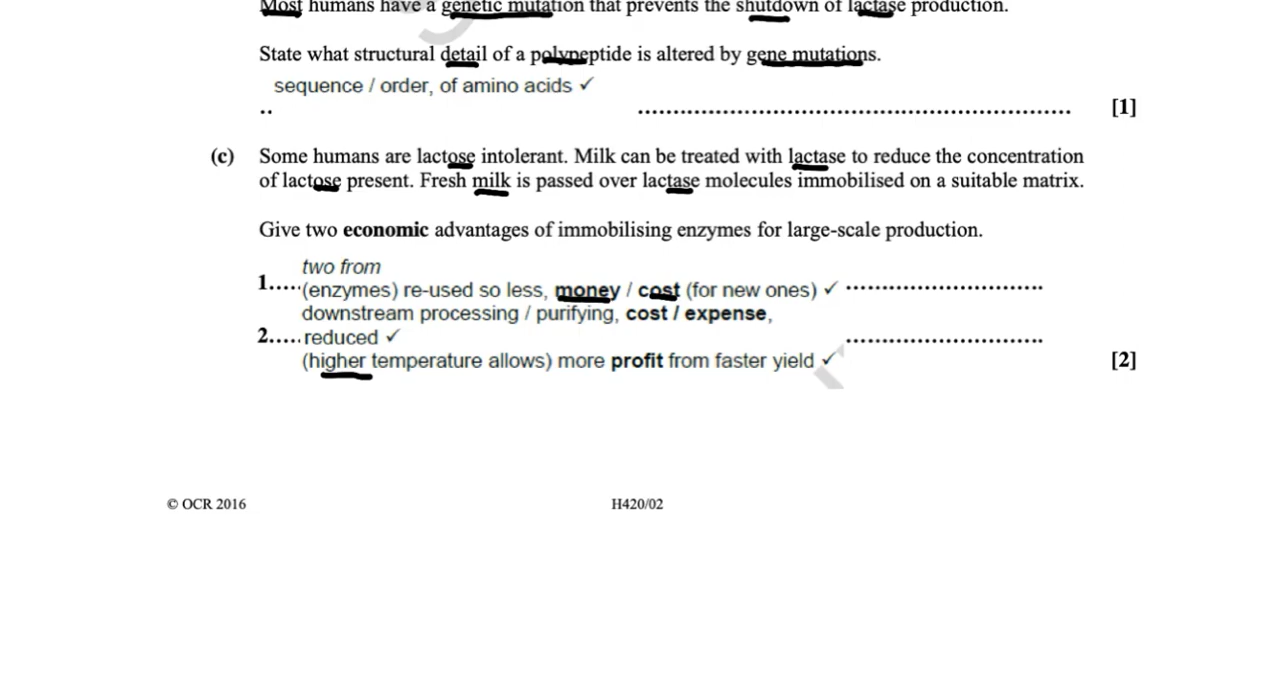 Most humans have a genetic mutation that prevents the shutdown of lactase production.
State what structural detail of a polypeptide is altered by gene mutations.
sequence / order, of amino acids ✓
.. ............................................................ [1]
(c) Some humans are lactose intolerant. Milk can be treated with lactase to reduce the concentration
of lactose present. Fresh milk is passed over lactase molecules immobilised on a suitable matrix.
Give two economic advantages of immobilising enzymes for large-scale production.
two from
1.....(enzymes) re-used so less, money / cost (for new ones) ✓ ...........................
downstream processing / purifying, cost / expense,
2.....reduced ✓ ...........................
(higher temperature allows) more profit from faster yield ✓ [2]
© OCR 2016 H420/02